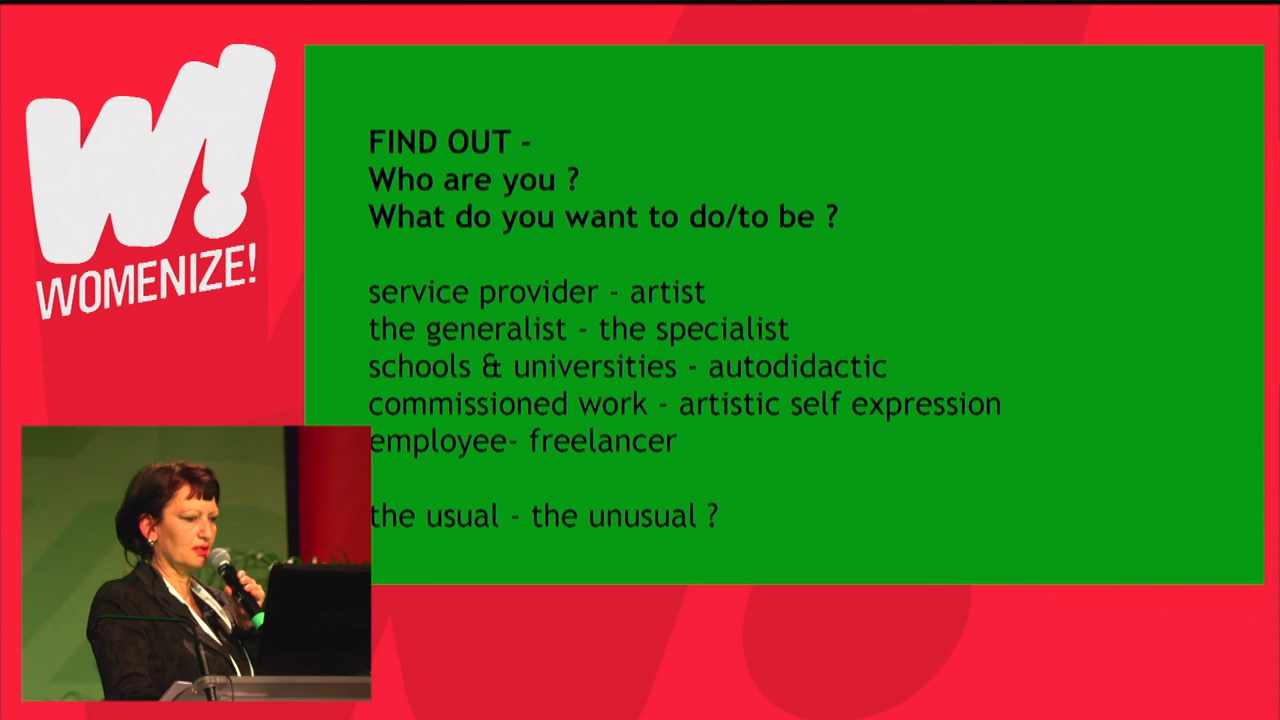 W!
WOMENIZE!
FIND OUT -
Who are you ?
What do you want to do/to be ?
service provider - artist
the generalist - the specialist
schools & universities - autodidactic
commissioned work - artistic self expression
employee- freelancer
the usual - the unusual ?